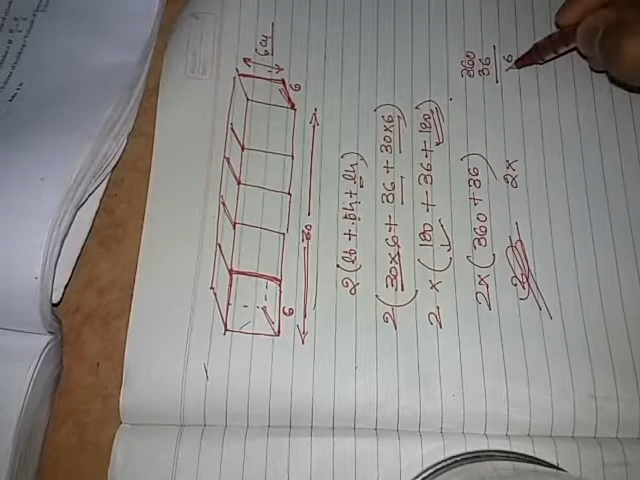 6cm
6
30
6
2(lb + bh + lh)
2(30×6 + 36 + 30×6)
2 × (180 + 36 + 180)
2×(360 + 36)
2×
360
36
6